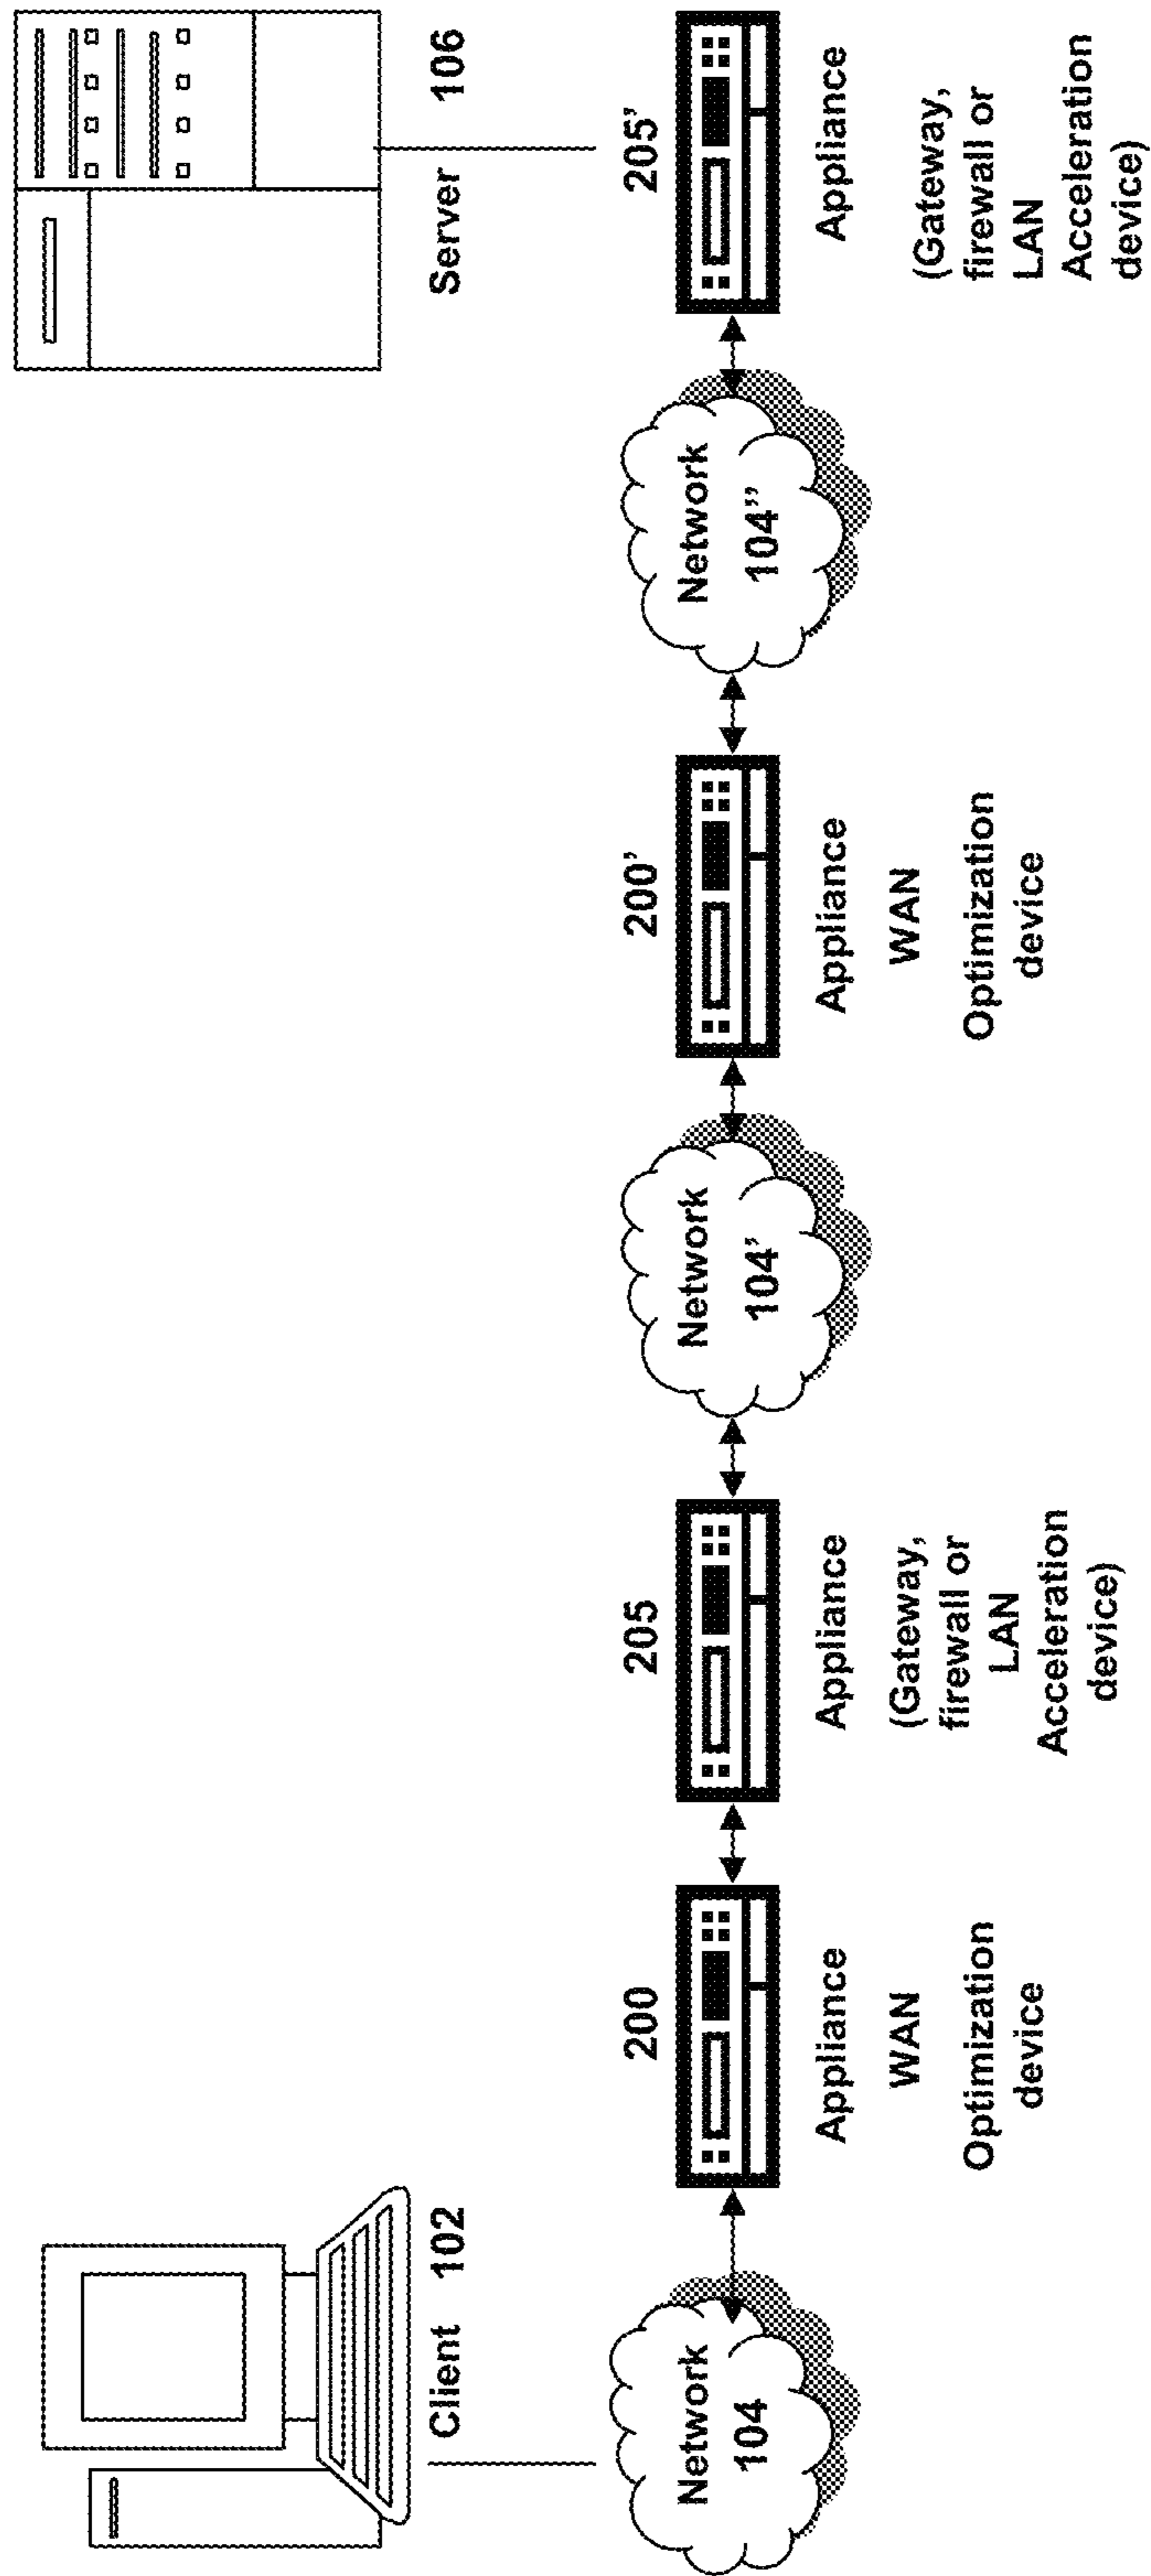 Client 102
Server 106
Network
104
200
Appliance
WAN
Optimization
device
205
Appliance
(Gateway,
firewall or
LAN
Acceleration
device)
Network
104'
200'
Appliance
WAN
Optimization
device
Network
104''
205'
Appliance
(Gateway,
firewall or
LAN
Acceleration
device)